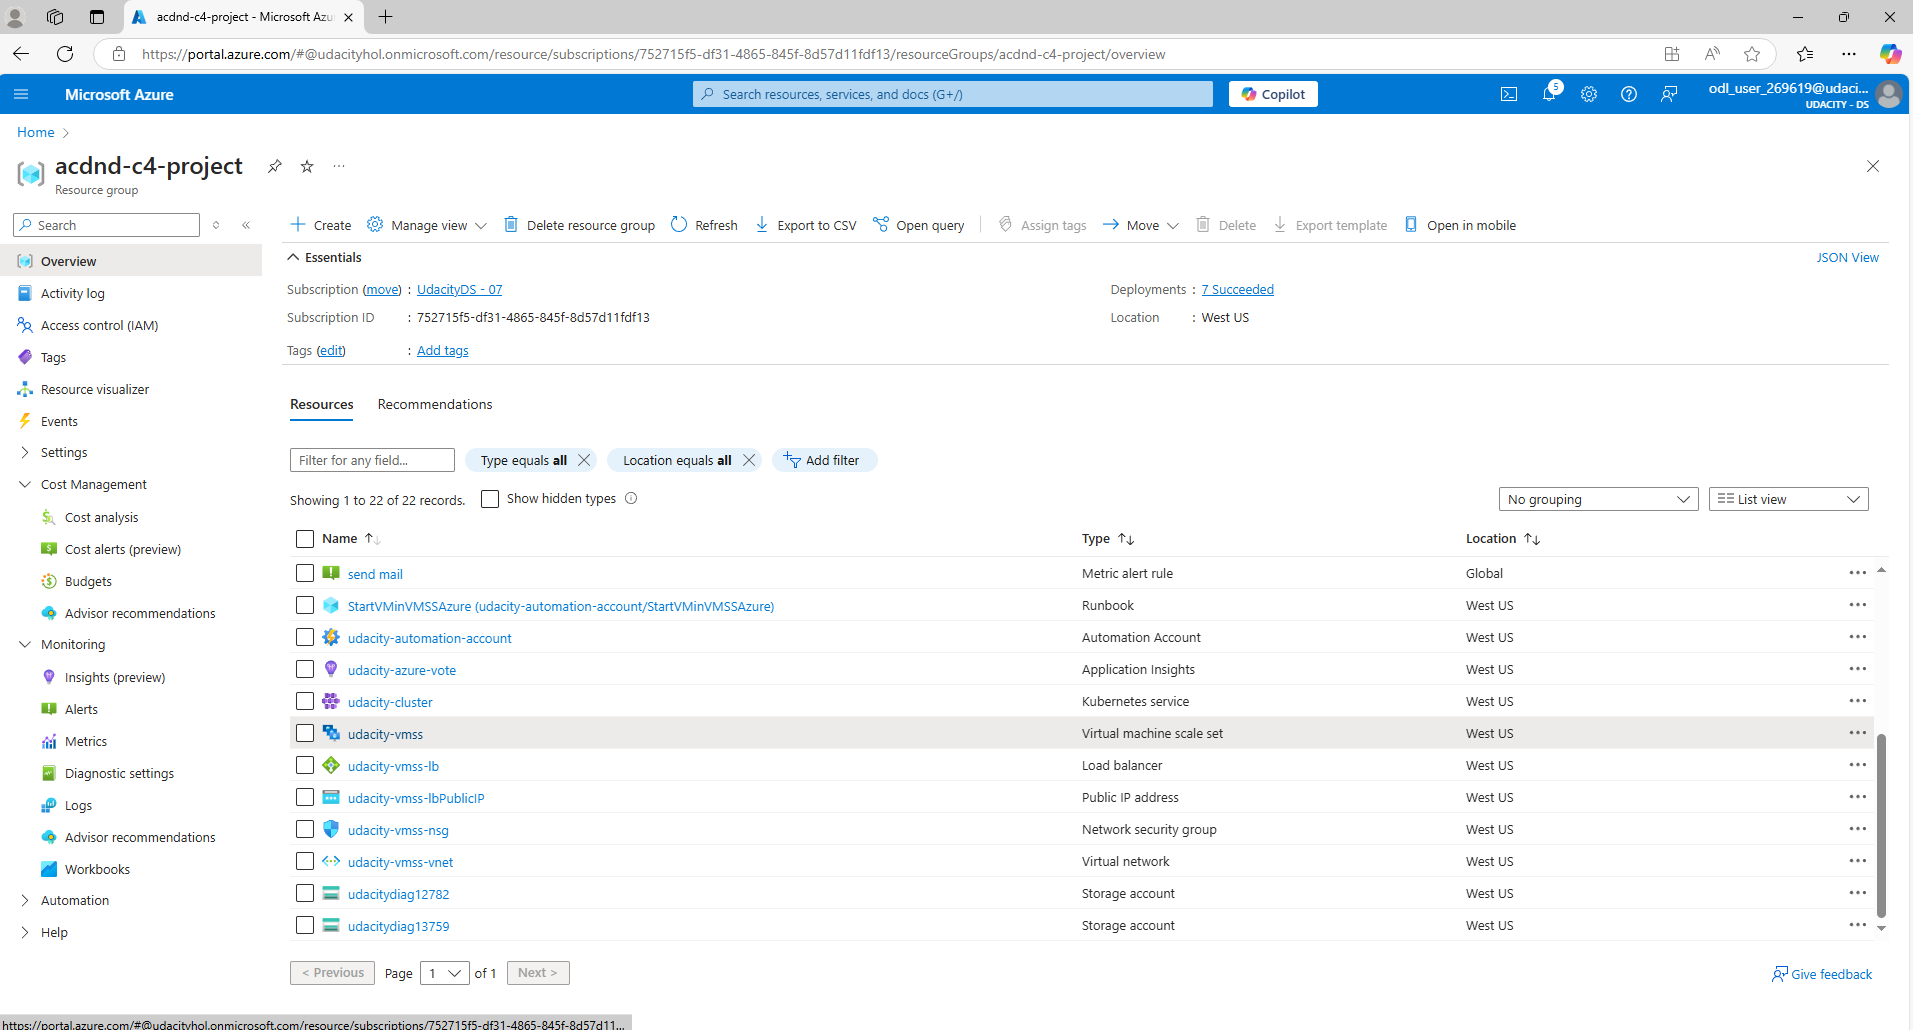 acdnd-c4-project - Microsoft Azu
https://portal.azure.com/#@udacityhol.onmicrosoft.com/resource/subscriptions/752715f5-df31-4865-845f-8d57d11fdf13/resourceGroups/acdnd-c4-project/overview
Microsoft Azure
Search resources, services, and docs (G+/)
Copilot
5
odl_user_269619@udaci...
UDACITY - DS
Home
acdnd-c4-project
Resource group
Search
Create
Manage view
Delete resource group
Refresh
Export to CSV
Open query
Assign tags
Move
Delete
Export template
Open in mobile
Overview
Activity log
Access control (IAM)
Tags
Resource visualizer
Events
Settings
Cost Management
Cost analysis
Cost alerts (preview)
Budgets
Advisor recommendations
Monitoring
Insights (preview)
Alerts
Metrics
Diagnostic settings
Logs
Advisor recommendations
Workbooks
Automation
Help
Essentials
JSON View
Subscription (move) : UdacityDS - 07
Deployments : 7 Succeeded
Subscription ID : 752715f5-df31-4865-845f-8d57d11fdf13
Location : West US
Tags (edit) : Add tags
Resources Recommendations
Filter for any field...
Type equals all
Location equals all
Add filter
Showing 1 to 22 of 22 records.
Show hidden types
No grouping
List view
Name Type Location
send mail Metric alert rule Global
StartVMinVMSSAzure (udacity-automation-account/StartVMinVMSSAzure) Runbook West US
udacity-automation-account Automation Account West US
udacity-azure-vote Application Insights West US
udacity-cluster Kubernetes service West US
udacity-vmss Virtual machine scale set West US
udacity-vmss-lb Load balancer West US
udacity-vmss-lbPublicIP Public IP address West US
udacity-vmss-nsg Network security group West US
udacity-vmss-vnet Virtual network West US
udacitydiag12782 Storage account West US
udacitydiag13759 Storage account West US
< Previous Page 1 of 1 Next >
Give feedback
https://portal.azure.com/#@udacityhol.onmicrosoft.com/resource/subscriptions/752715f5-df31-4865-845f-8d57d11...